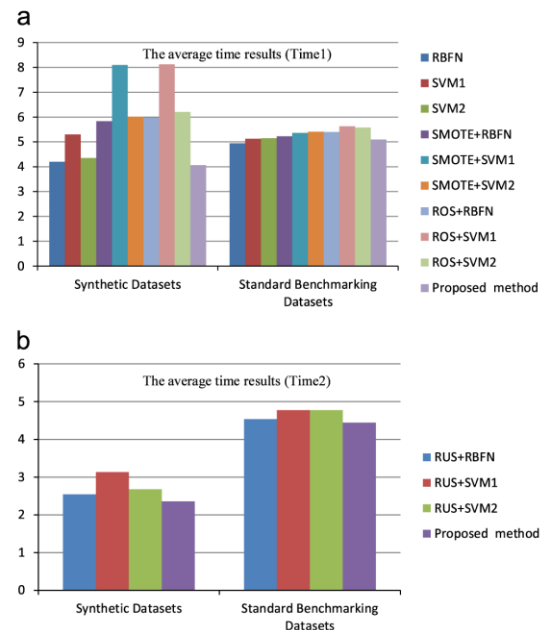 a
The average time results (Time1)
9
8
7
6
5
4
3
2
1
0
Synthetic Datasets
Standard Benchmarking
Datasets
RBFN
SVM1
SVM2
SMOTE+RBFN
SMOTE+SVM1
SMOTE+SVM2
ROS+RBFN
ROS+SVM1
ROS+SVM2
Proposed method
b
The average time results (Time2)
6
5
4
3
2
1
0
Synthetic Datasets
Standard Benchmarking
Datasets
RUS+RBFN
RUS+SVM1
RUS+SVM2
Proposed method